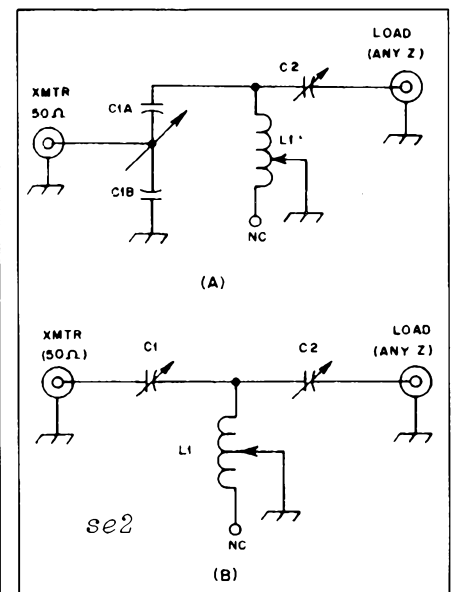 LOAD
(ANY Z)
C2
XMTR
50Ω
C1A
L1
C1B
NC
(A)
XMTR
(50Ω)
C1
C2
LOAD
(ANY Z)
L1
se2
NC
(B)